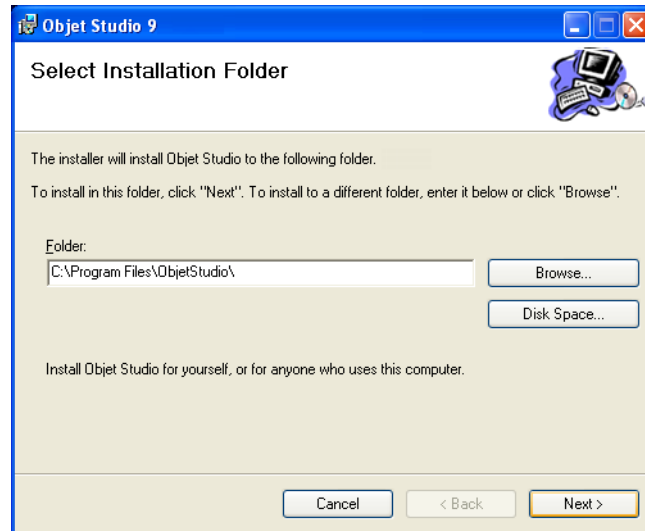 Objet Studio 9
Select Installation Folder
The installer will install Objet Studio to the following folder.
To install in this folder, click "Next". To install to a different folder, enter it below or click "Browse".
Folder:
C:\Program Files\ObjetStudio\
Browse...
Disk Space...
Install Objet Studio for yourself, or for anyone who uses this computer.
Cancel
< Back
Next >